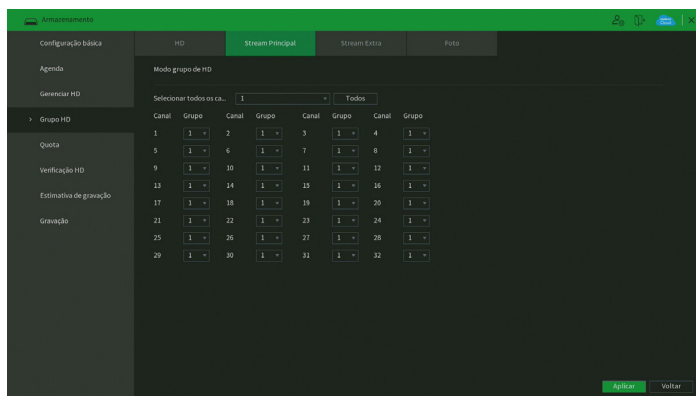 Armazenamento
Configuração básica
Agenda
Gerenciar HD
> Grupo HD
Quota
Verificação HD
Estimativa de gravação
Gravação
HD Stream Principal Stream Extra Foto
Modo grupo de HD
Selecionar todos os ca... 1 Todos
Canal Grupo Canal Grupo Canal Grupo Canal Grupo
1 1 2 1 3 1 4 1
5 1 6 1 7 1 8 1
9 1 10 1 11 1 12 1
13 1 14 1 15 1 16 1
17 1 18 1 19 1 20 1
21 1 22 1 23 1 24 1
25 1 26 1 27 1 28 1
29 1 30 1 31 1 32 1
Aplicar Voltar